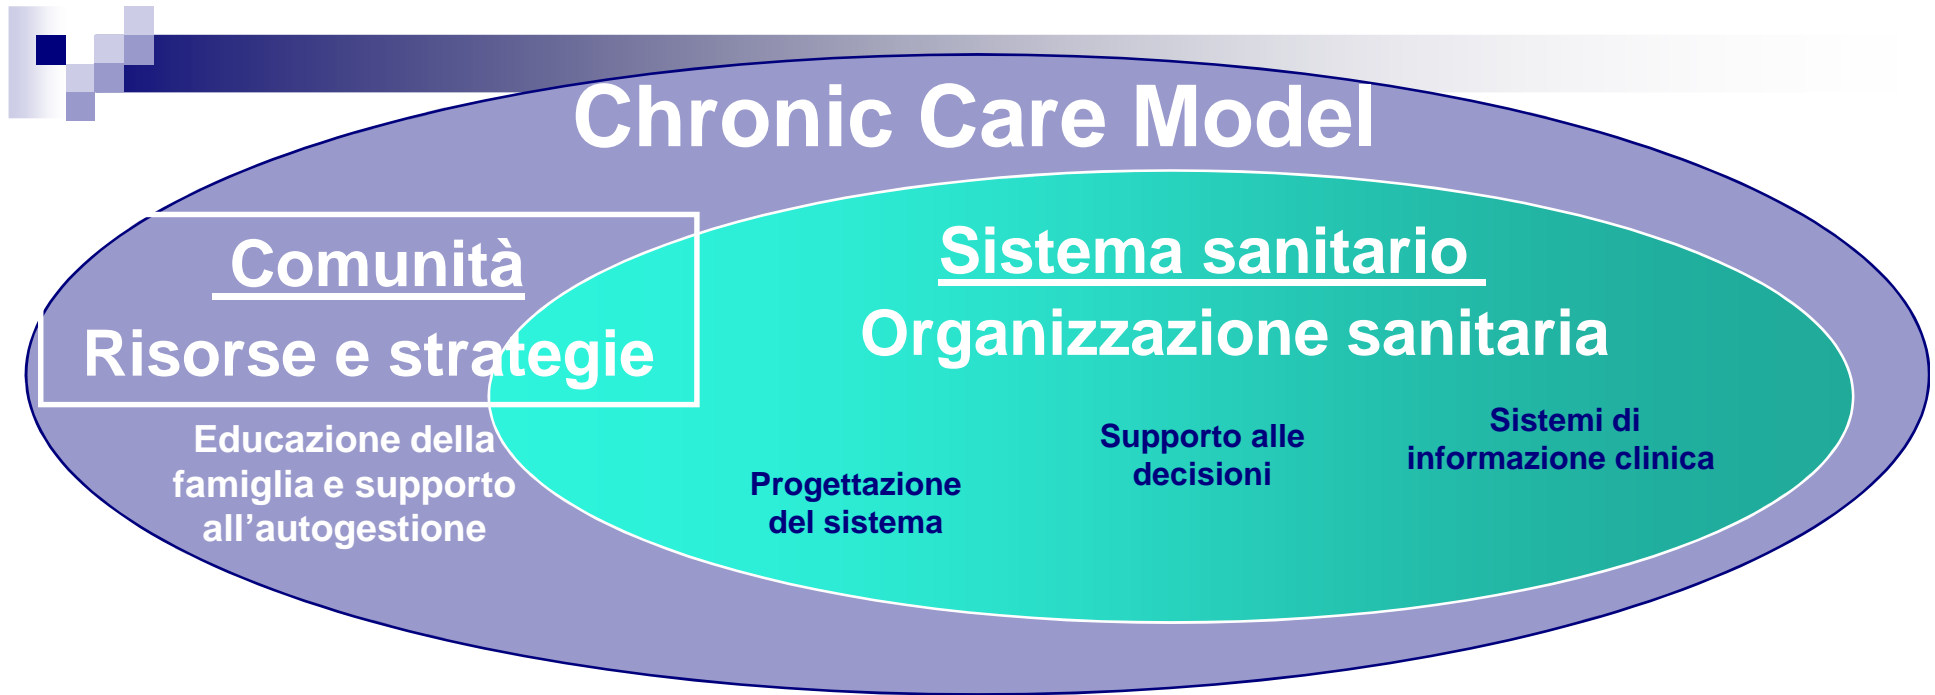 Chronic Care Model
Comunità
Risorse e strategie
Educazione della
famiglia e supporto
all’autogestione
Sistema sanitario
Organizzazione sanitaria
Progettazione
del sistema
Supporto alle
decisioni
Sistemi di
informazione clinica